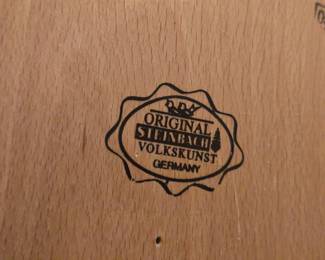 ORIGINAL
STEINBACH
VOLKSKUNST
GERMANY